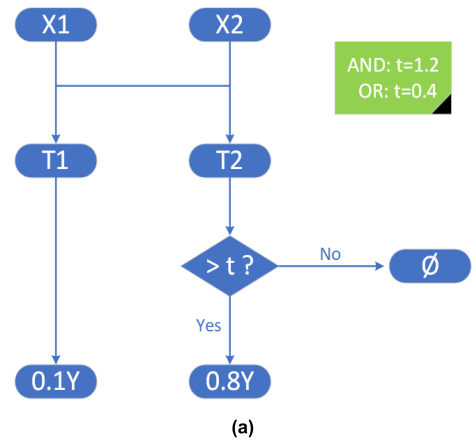 X1
X2
AND: t=1.2
OR: t=0.4
T1
T2
> t ?
No
Ø
Yes
0.1Y
0.8Y
(a)